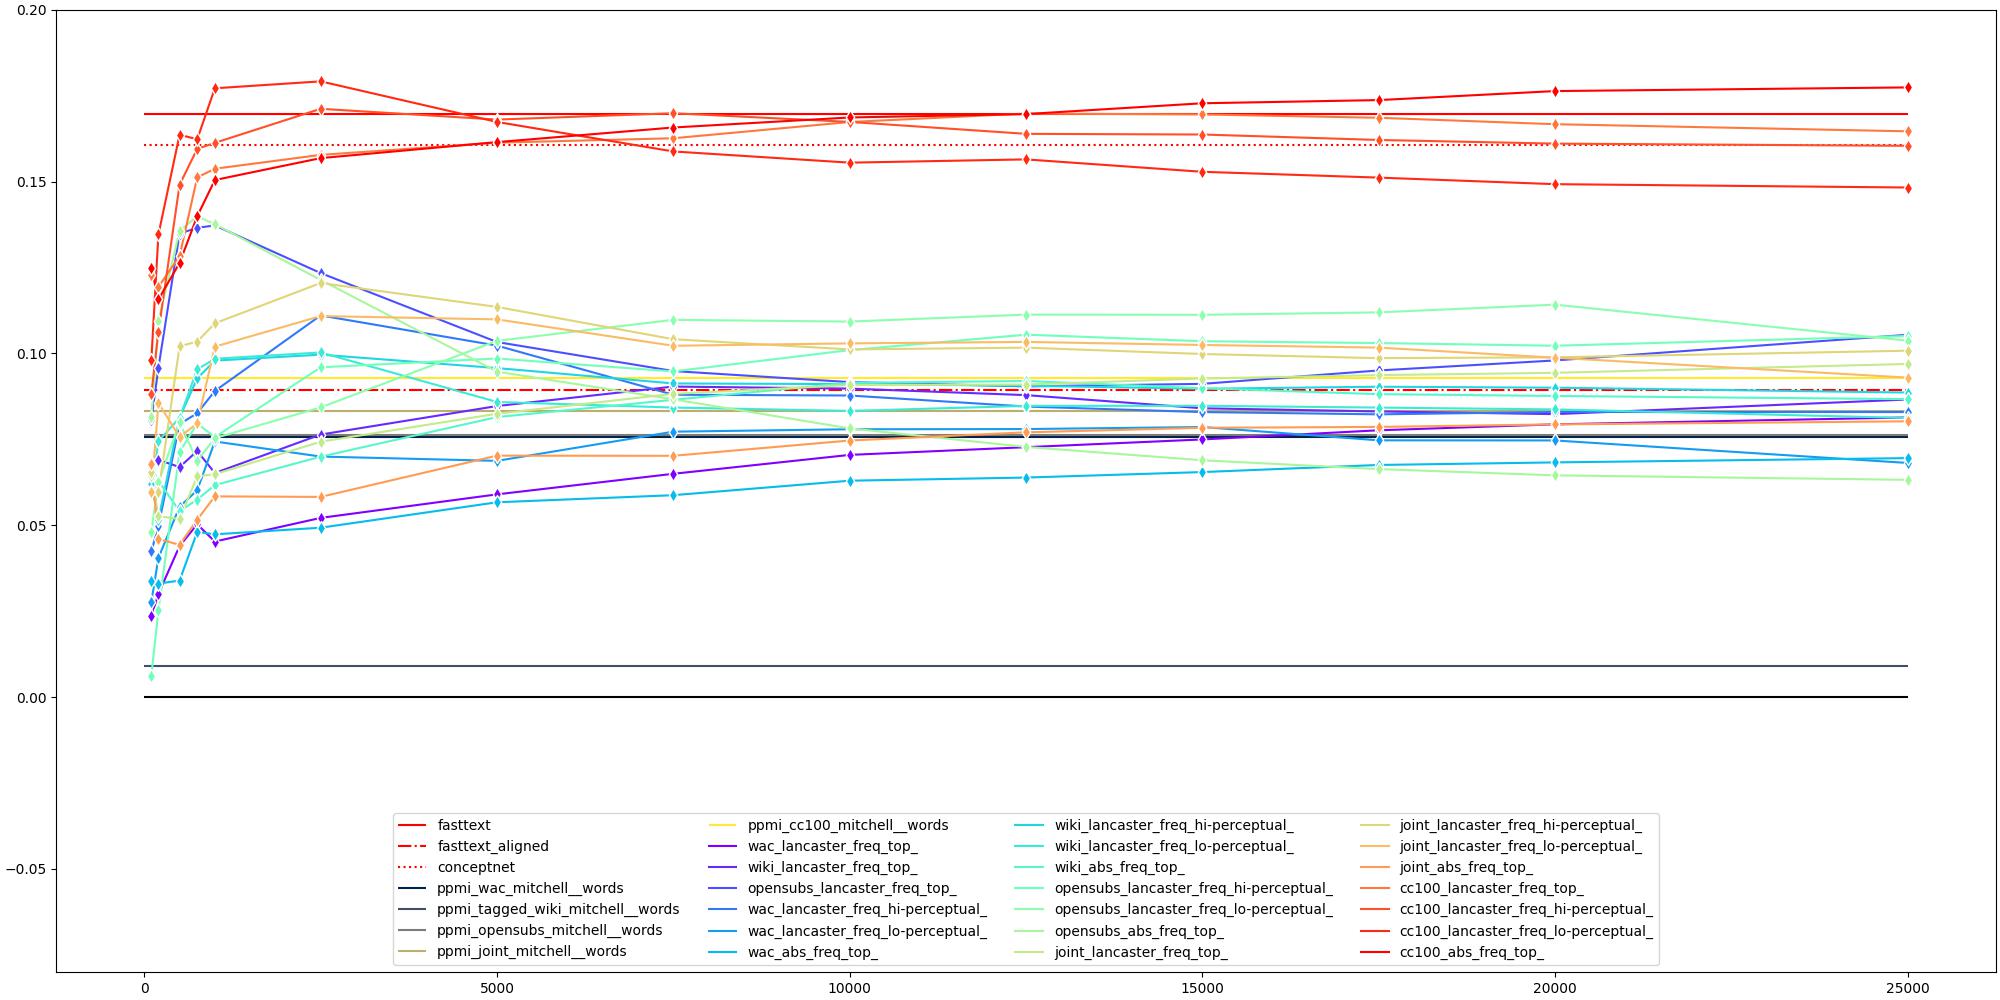 0.20
0.15
0.10
0.05
0.00
−0.05
fasttext
fasttext_aligned
conceptnet
ppmi_wac_mitchell__words
ppmi_tagged_wiki_mitchell__words
ppmi_opensubs_mitchell__words
ppmi_joint_mitchell__words
ppmi_cc100_mitchell__words
wac_lancaster_freq_top_
wiki_lancaster_freq_top_
opensubs_lancaster_freq_top_
wac_lancaster_freq_hi-perceptual_
wac_lancaster_freq_lo-perceptual_
wac_abs_freq_top_
wiki_lancaster_freq_hi-perceptual_
wiki_lancaster_freq_lo-perceptual_
wiki_abs_freq_top_
opensubs_lancaster_freq_hi-perceptual_
opensubs_lancaster_freq_lo-perceptual_
opensubs_abs_freq_top_
joint_lancaster_freq_top_
joint_lancaster_freq_hi-perceptual_
joint_lancaster_freq_lo-perceptual_
joint_abs_freq_top_
cc100_lancaster_freq_top_
cc100_lancaster_freq_hi-perceptual_
cc100_lancaster_freq_lo-perceptual_
cc100_abs_freq_top_
0 5000 10000 15000 20000 25000